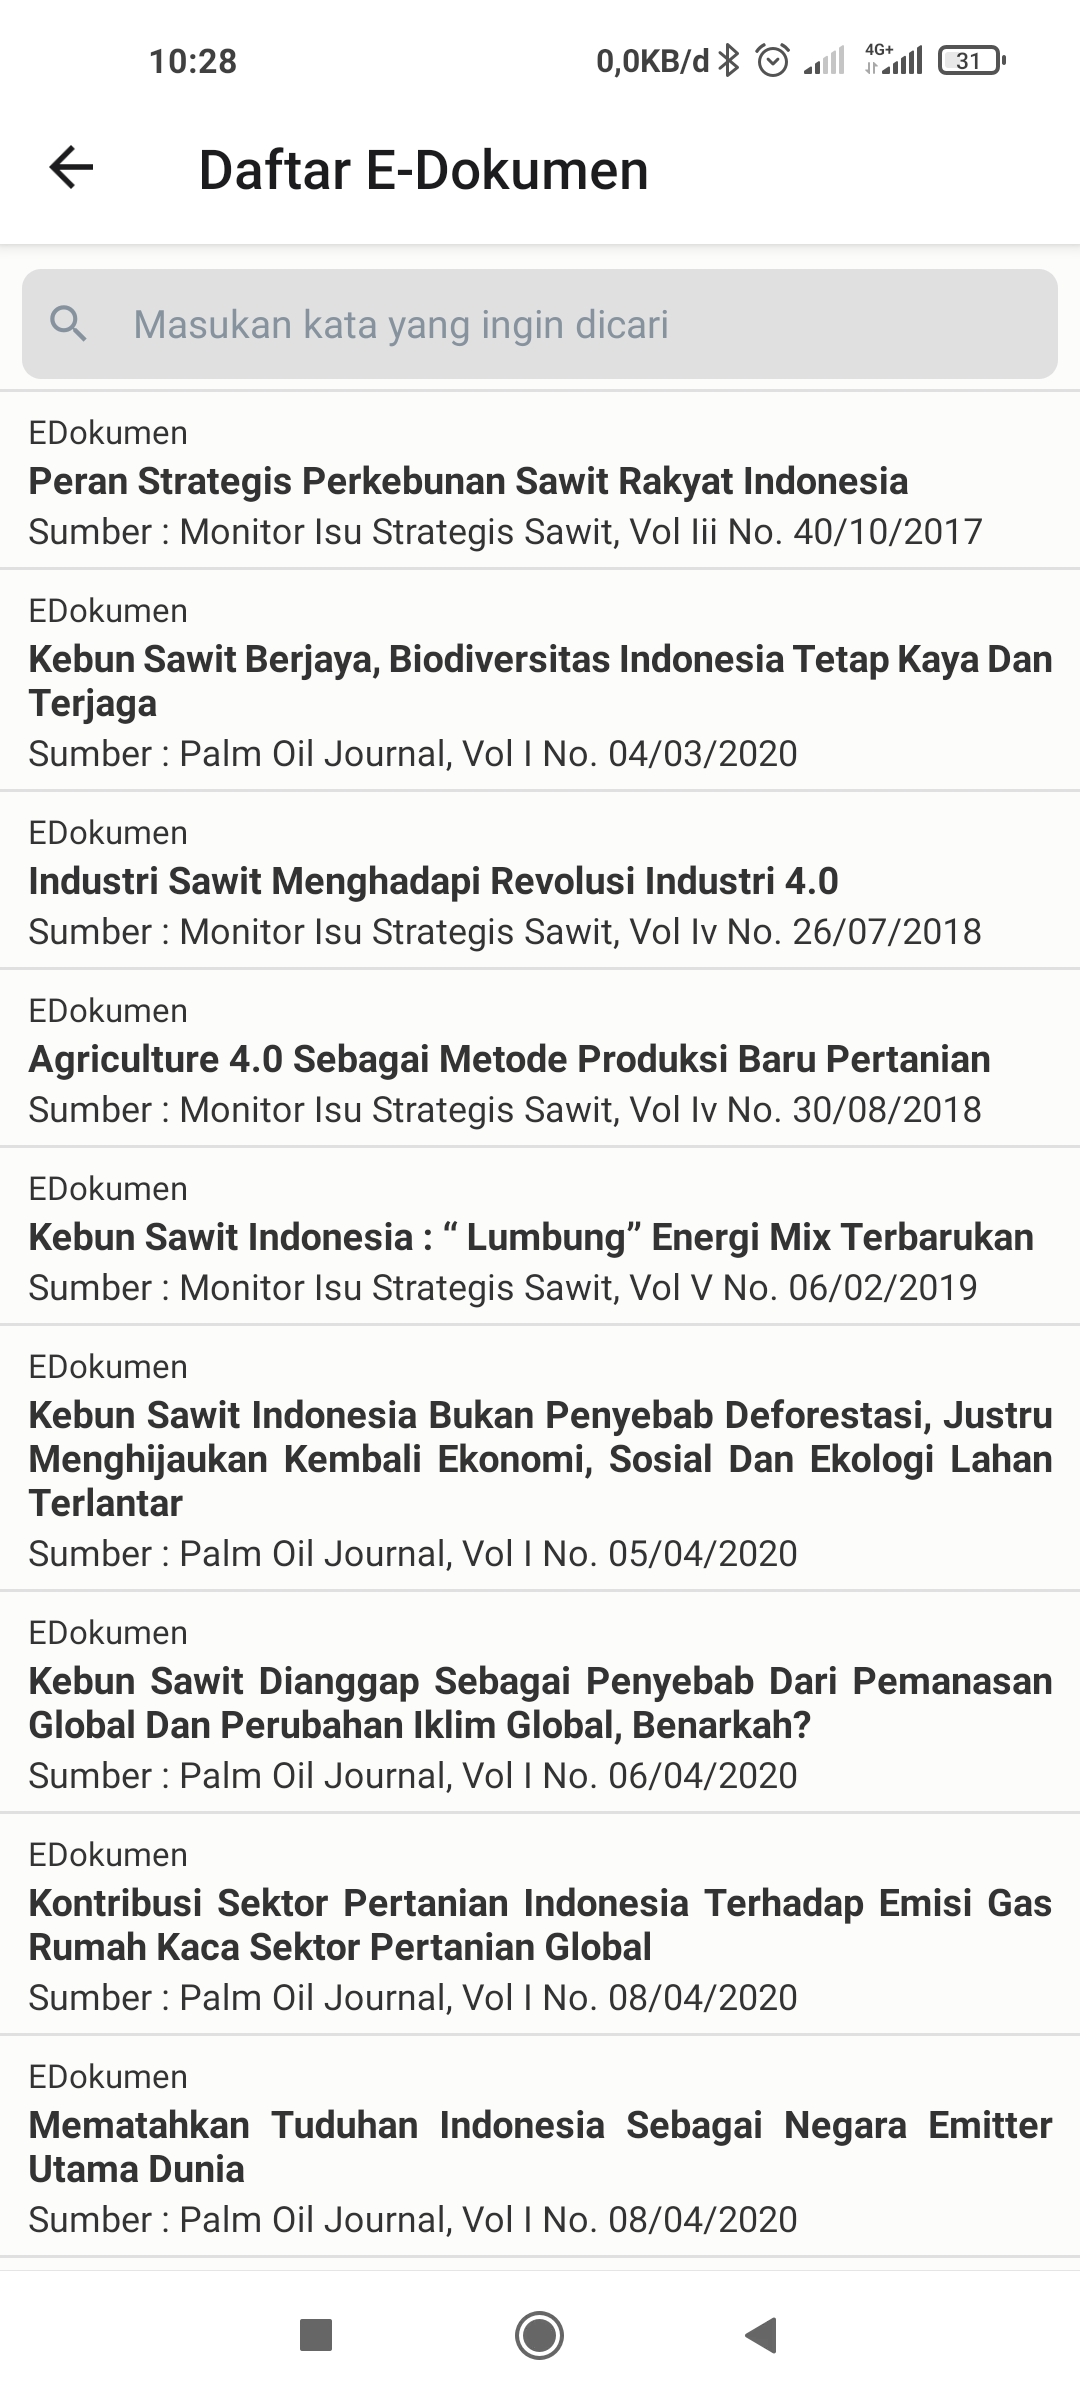 10:28
0,0KB/d 4G+ 31
Daftar E-Dokumen
Masukan kata yang ingin dicari
EDokumen
Peran Strategis Perkebunan Sawit Rakyat Indonesia
Sumber : Monitor Isu Strategis Sawit, Vol Iii No. 40/10/2017
EDokumen
Kebun Sawit Berjaya, Biodiversitas Indonesia Tetap Kaya Dan
Terjaga
Sumber : Palm Oil Journal, Vol I No. 04/03/2020
EDokumen
Industri Sawit Menghadapi Revolusi Industri 4.0
Sumber : Monitor Isu Strategis Sawit, Vol Iv No. 26/07/2018
EDokumen
Agriculture 4.0 Sebagai Metode Produksi Baru Pertanian
Sumber : Monitor Isu Strategis Sawit, Vol Iv No. 30/08/2018
EDokumen
Kebun Sawit Indonesia : “ Lumbung” Energi Mix Terbarukan
Sumber : Monitor Isu Strategis Sawit, Vol V No. 06/02/2019
EDokumen
Kebun Sawit Indonesia Bukan Penyebab Deforestasi, Justru
Menghijaukan Kembali Ekonomi, Sosial Dan Ekologi Lahan
Terlantar
Sumber : Palm Oil Journal, Vol I No. 05/04/2020
EDokumen
Kebun Sawit Dianggap Sebagai Penyebab Dari Pemanasan
Global Dan Perubahan Iklim Global, Benarkah?
Sumber : Palm Oil Journal, Vol I No. 06/04/2020
EDokumen
Kontribusi Sektor Pertanian Indonesia Terhadap Emisi Gas
Rumah Kaca Sektor Pertanian Global
Sumber : Palm Oil Journal, Vol I No. 08/04/2020
EDokumen
Mematahkan Tuduhan Indonesia Sebagai Negara Emitter
Utama Dunia
Sumber : Palm Oil Journal, Vol I No. 08/04/2020